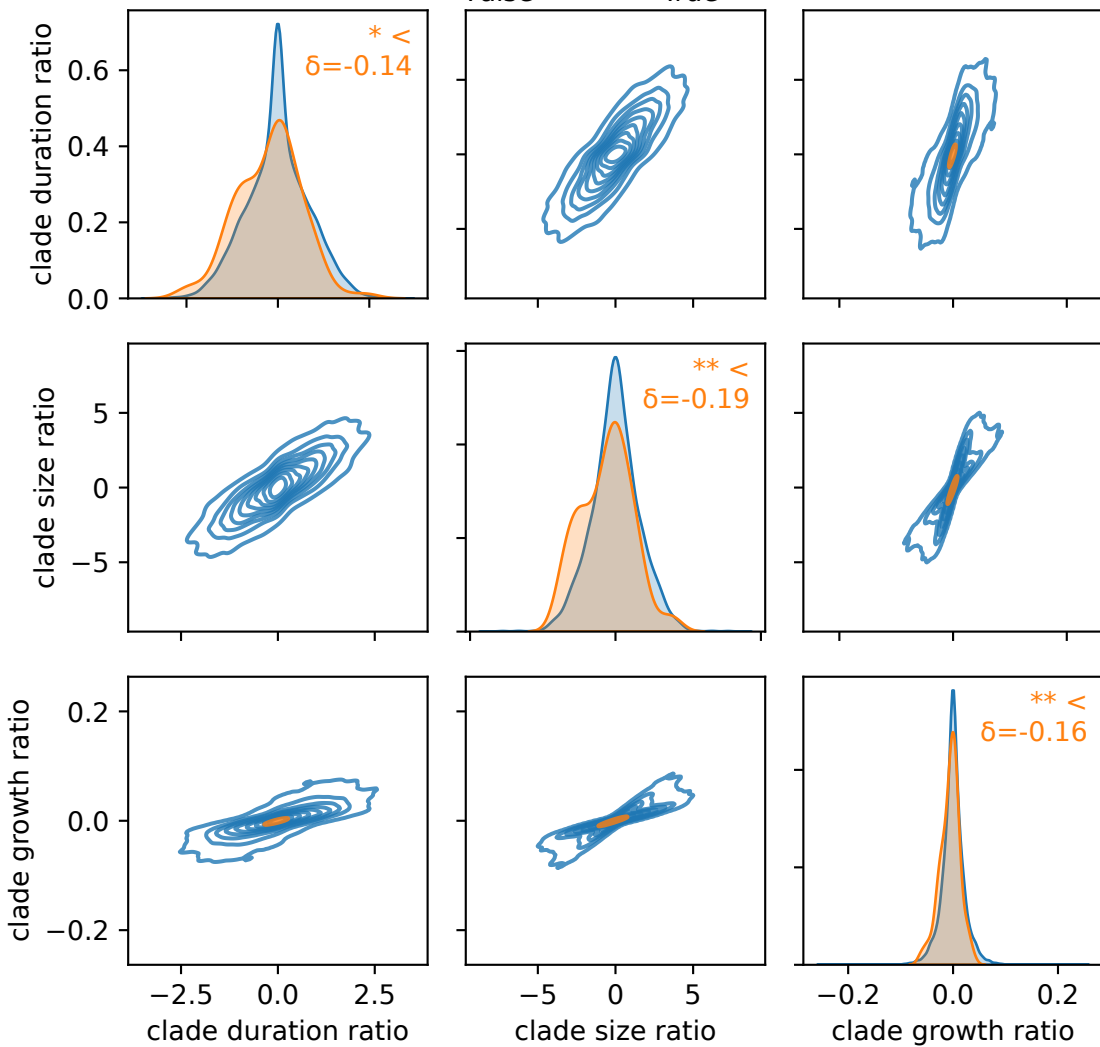 False True
* <
δ=-0.14
clade duration ratio
0.6
0.4
0.2
0.0
** <
δ=-0.19
clade size ratio
5
0
−5
** <
δ=-0.16
clade growth ratio
0.2
0.0
−0.2
−2.5 0.0 2.5 −5 0 5 −0.2 0.0 0.2
clade duration ratio clade size ratio clade growth ratio